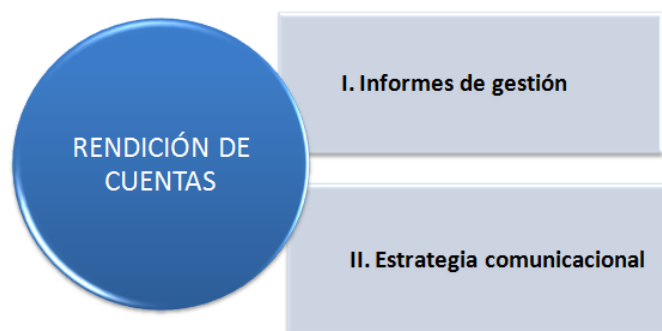 RENDICIÓN DE
CUENTAS
I. Informes de gestión
II. Estrategia comunicacional